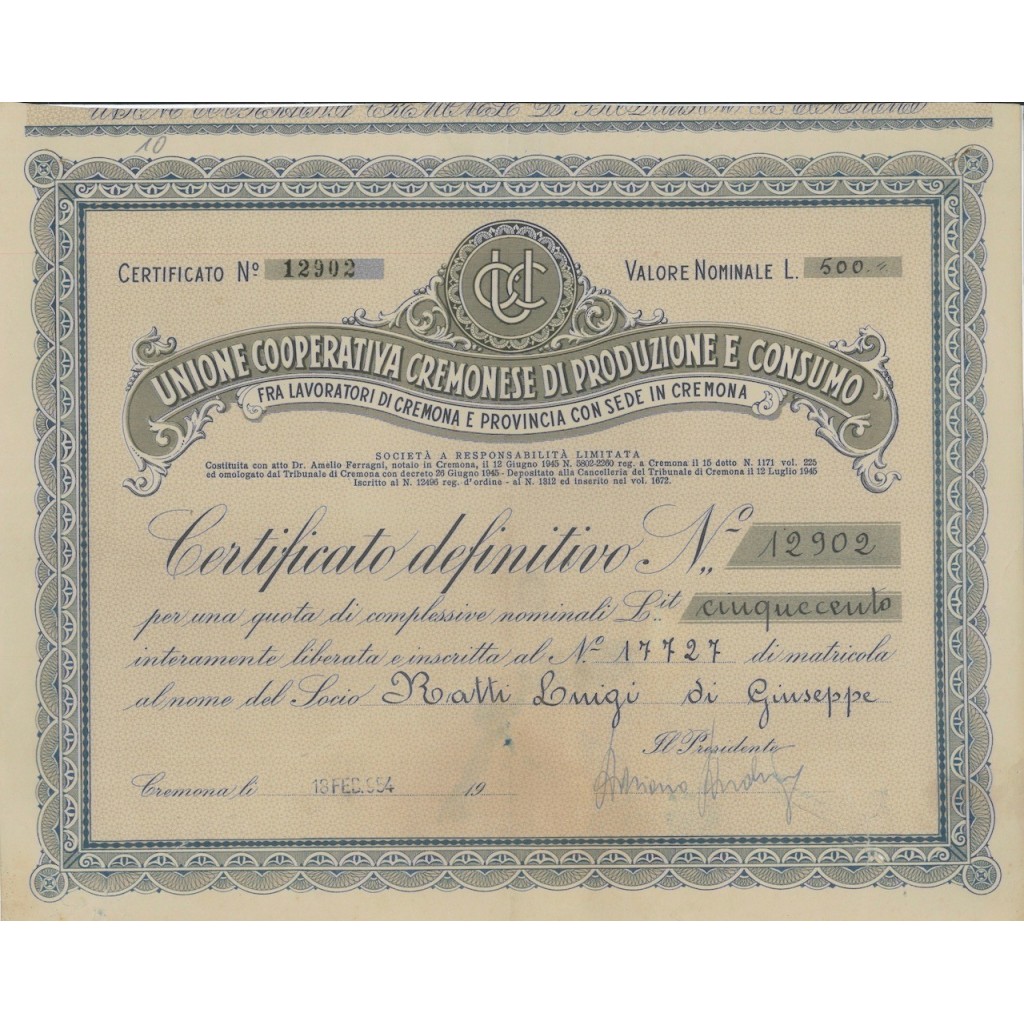 10
CERTIFICATO Nº 12902
VALORE NOMINALE L. 500.=
UCC
UNIONE COOPERATIVA CREMONESE DI PRODUZIONE E CONSUMO
FRA LAVORATORI DI CREMONA E PROVINCIA CON SEDE IN CREMONA
SOCIETÀ A RESPONSABILITÀ LIMITATA
Costituita con atto Dr. Amelio Ferragni, notaio in Cremona, il 12 Giugno 1945 N. 5802-2260 reg. a Cremona il 15 detto N. 1171 vol. 225
ed omologato dal Tribunale di Cremona con decreto 26 Giugno 1945 - Depositato alla Cancelleria del Tribunale di Cremona il 12 Luglio 1945
Iscritto al N. 12496 reg. d'ordine - al N. 1312 ed inserito nel vol. 1672.
Certificato definitivo N.º 12902
per una quota di complessive nominali L.it cinquecento
interamente liberata e inscritta al N.º 17727 di matricola
al nome del Socio Ratti Luigi di Giuseppe
Il Presidente
Cremona, li 18 FEB. 954 19